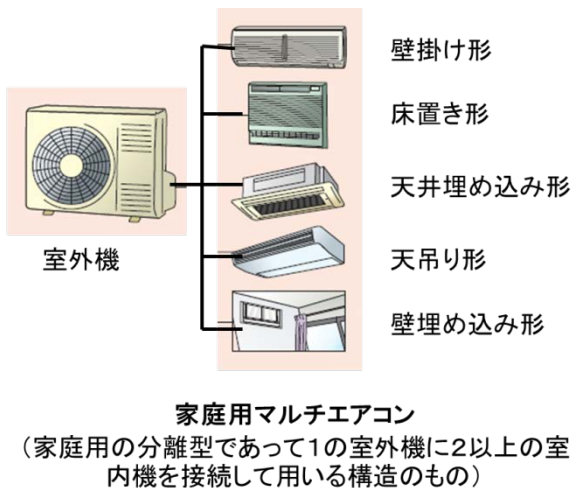 壁掛け形
床置き形
天井埋め込み形
室外機
天吊り形
壁埋め込み形
家庭用マルチエアコン
（家庭用の分離型であって１の室外機に２以上の室
内機を接続して用いる構造のもの）